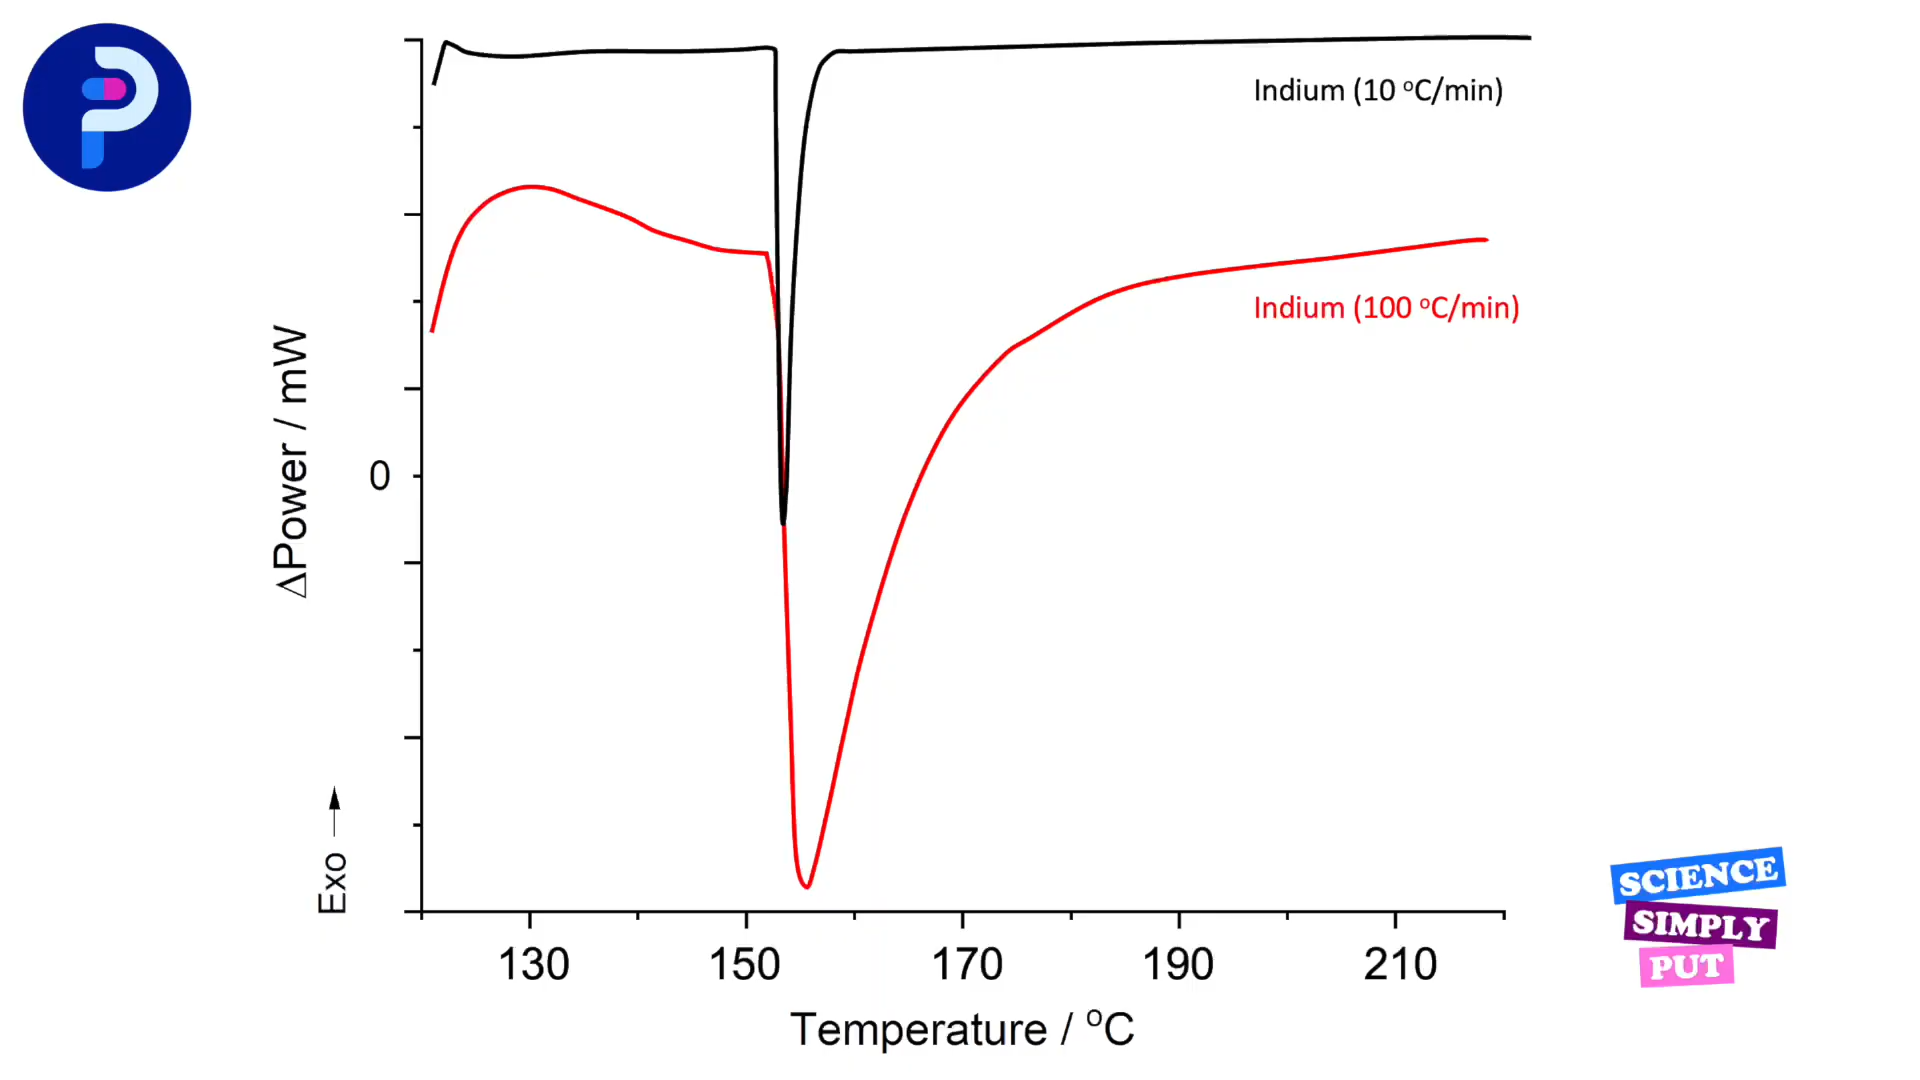 Indium (10 °C/min)
Indium (100 °C/min)
ΔPower / mW
0
Exo →
130 150 170 190 210
Temperature / °C
SCIENCE
SIMPLY
PUT